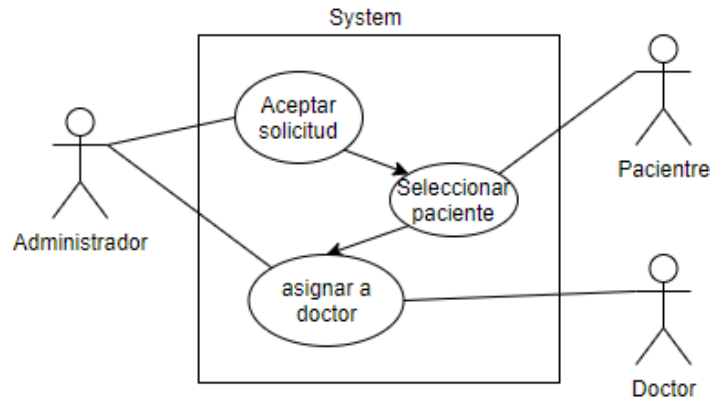 System
Aceptar
solicitud
Seleccionar
paciente
asignar a
doctor
Administrador
Pacientre
Doctor